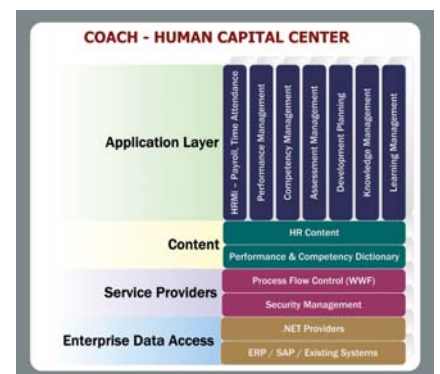 COACH - HUMAN CAPITAL CENTER
Application Layer
HRMi – Payroll, Time Attendance
Performance Management
Competency Management
Assessment Management
Development Planning
Knowledge Management
Learning Management
Content
HR Content
Performance & Competency Dictionary
Service Providers
Process Flow Control (WWF)
Security Management
Enterprise Data Access
.NET Providers
ERP / SAP / Existing Systems